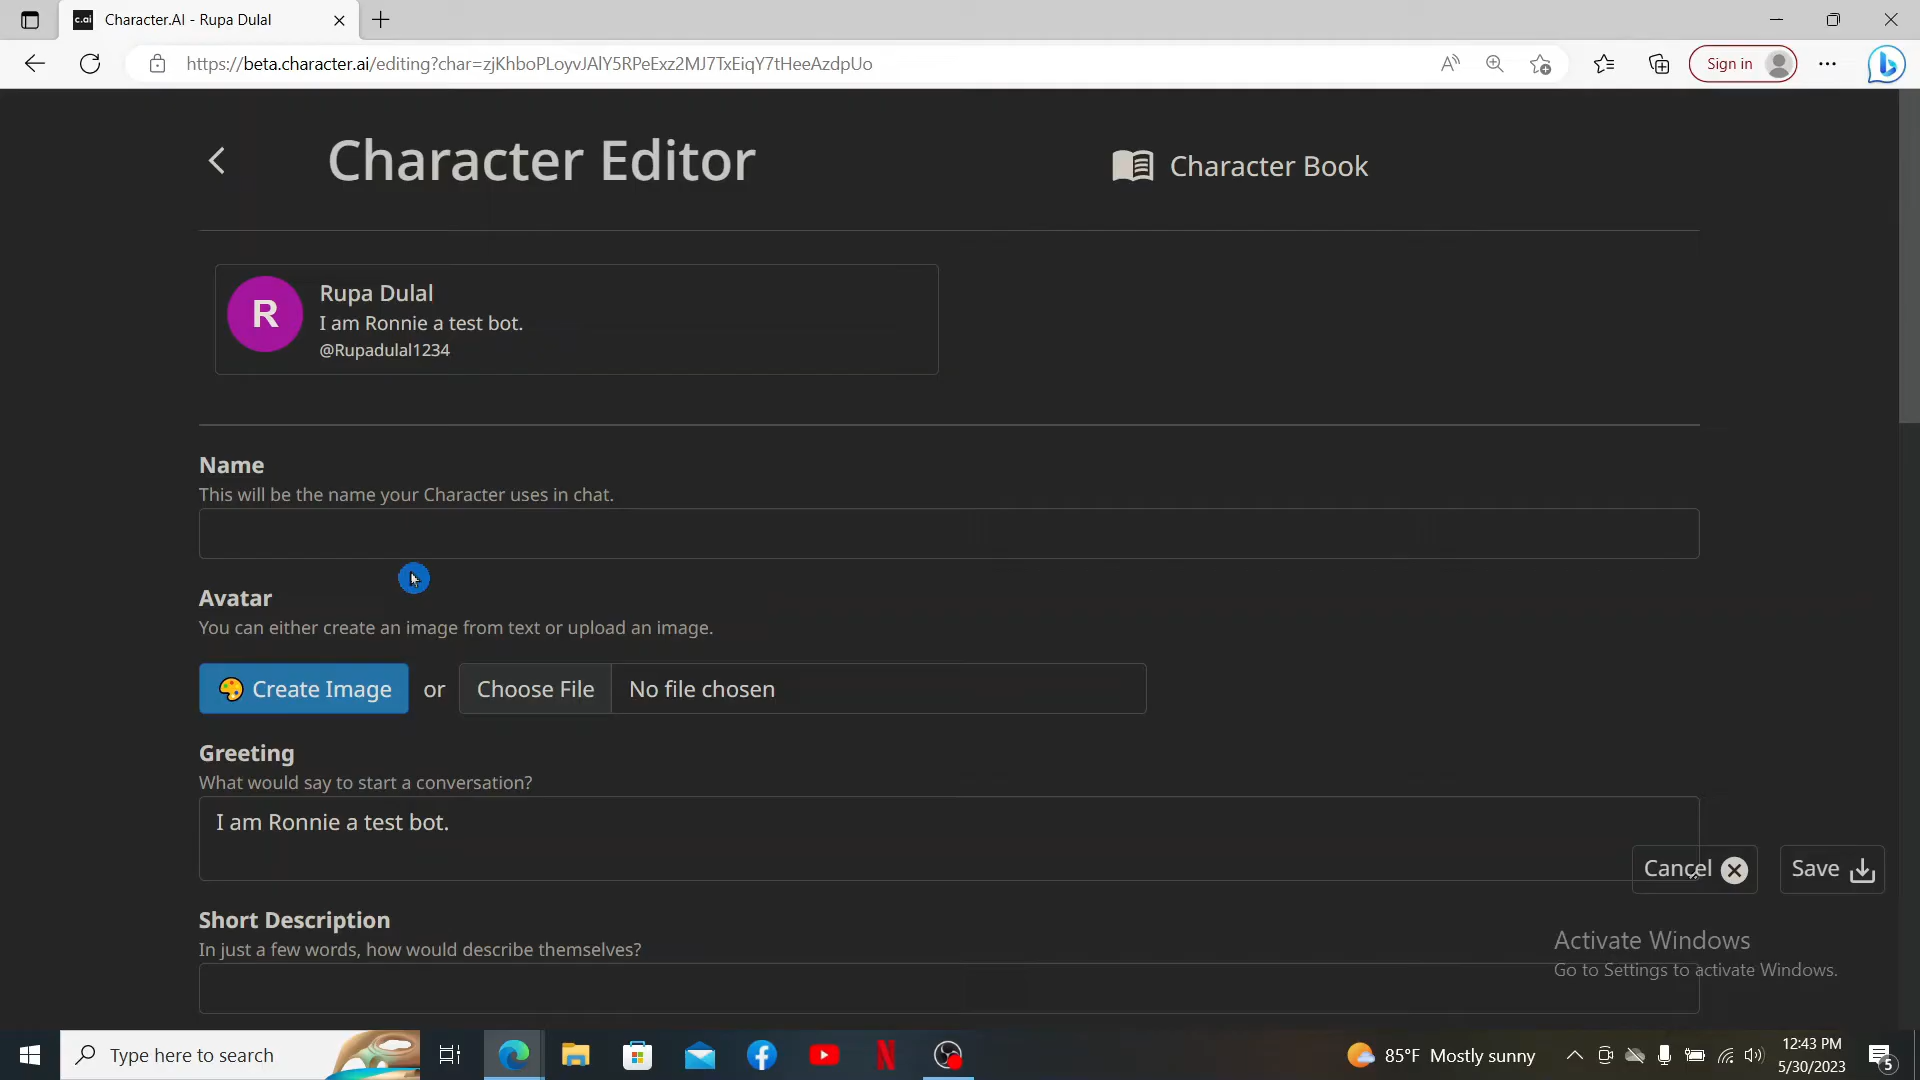 c.ai Character.AI - Rupa Dulal
https://beta.character.ai/editing?char=zjKhboPLoyvJAlY5RPeExz2MJ7TxEiqY7tHeeAzdpUo
Sign in
Character Editor
Character Book
R
Rupa Dulal
I am Ronnie a test bot.
@Rupadulal1234
Name
This will be the name your Character uses in chat.
Avatar
You can either create an image from text or upload an image.
Create Image or Choose File No file chosen
Greeting
What would say to start a conversation?
I am Ronnie a test bot.
Cancel
Save
Short Description
In just a few words, how would describe themselves?
Activate Windows
Go to Settings to activate Windows.
Type here to search
85°F Mostly sunny
12:43 PM
5/30/2023
5